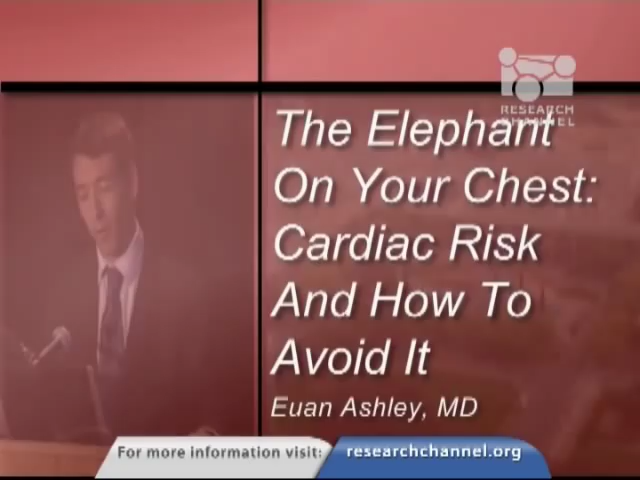 RESEARCH
CHANNEL
The Elephant
On Your Chest:
Cardiac Risk
And How To
Avoid It
Euan Ashley, MD
For more information visit:
researchchannel.org